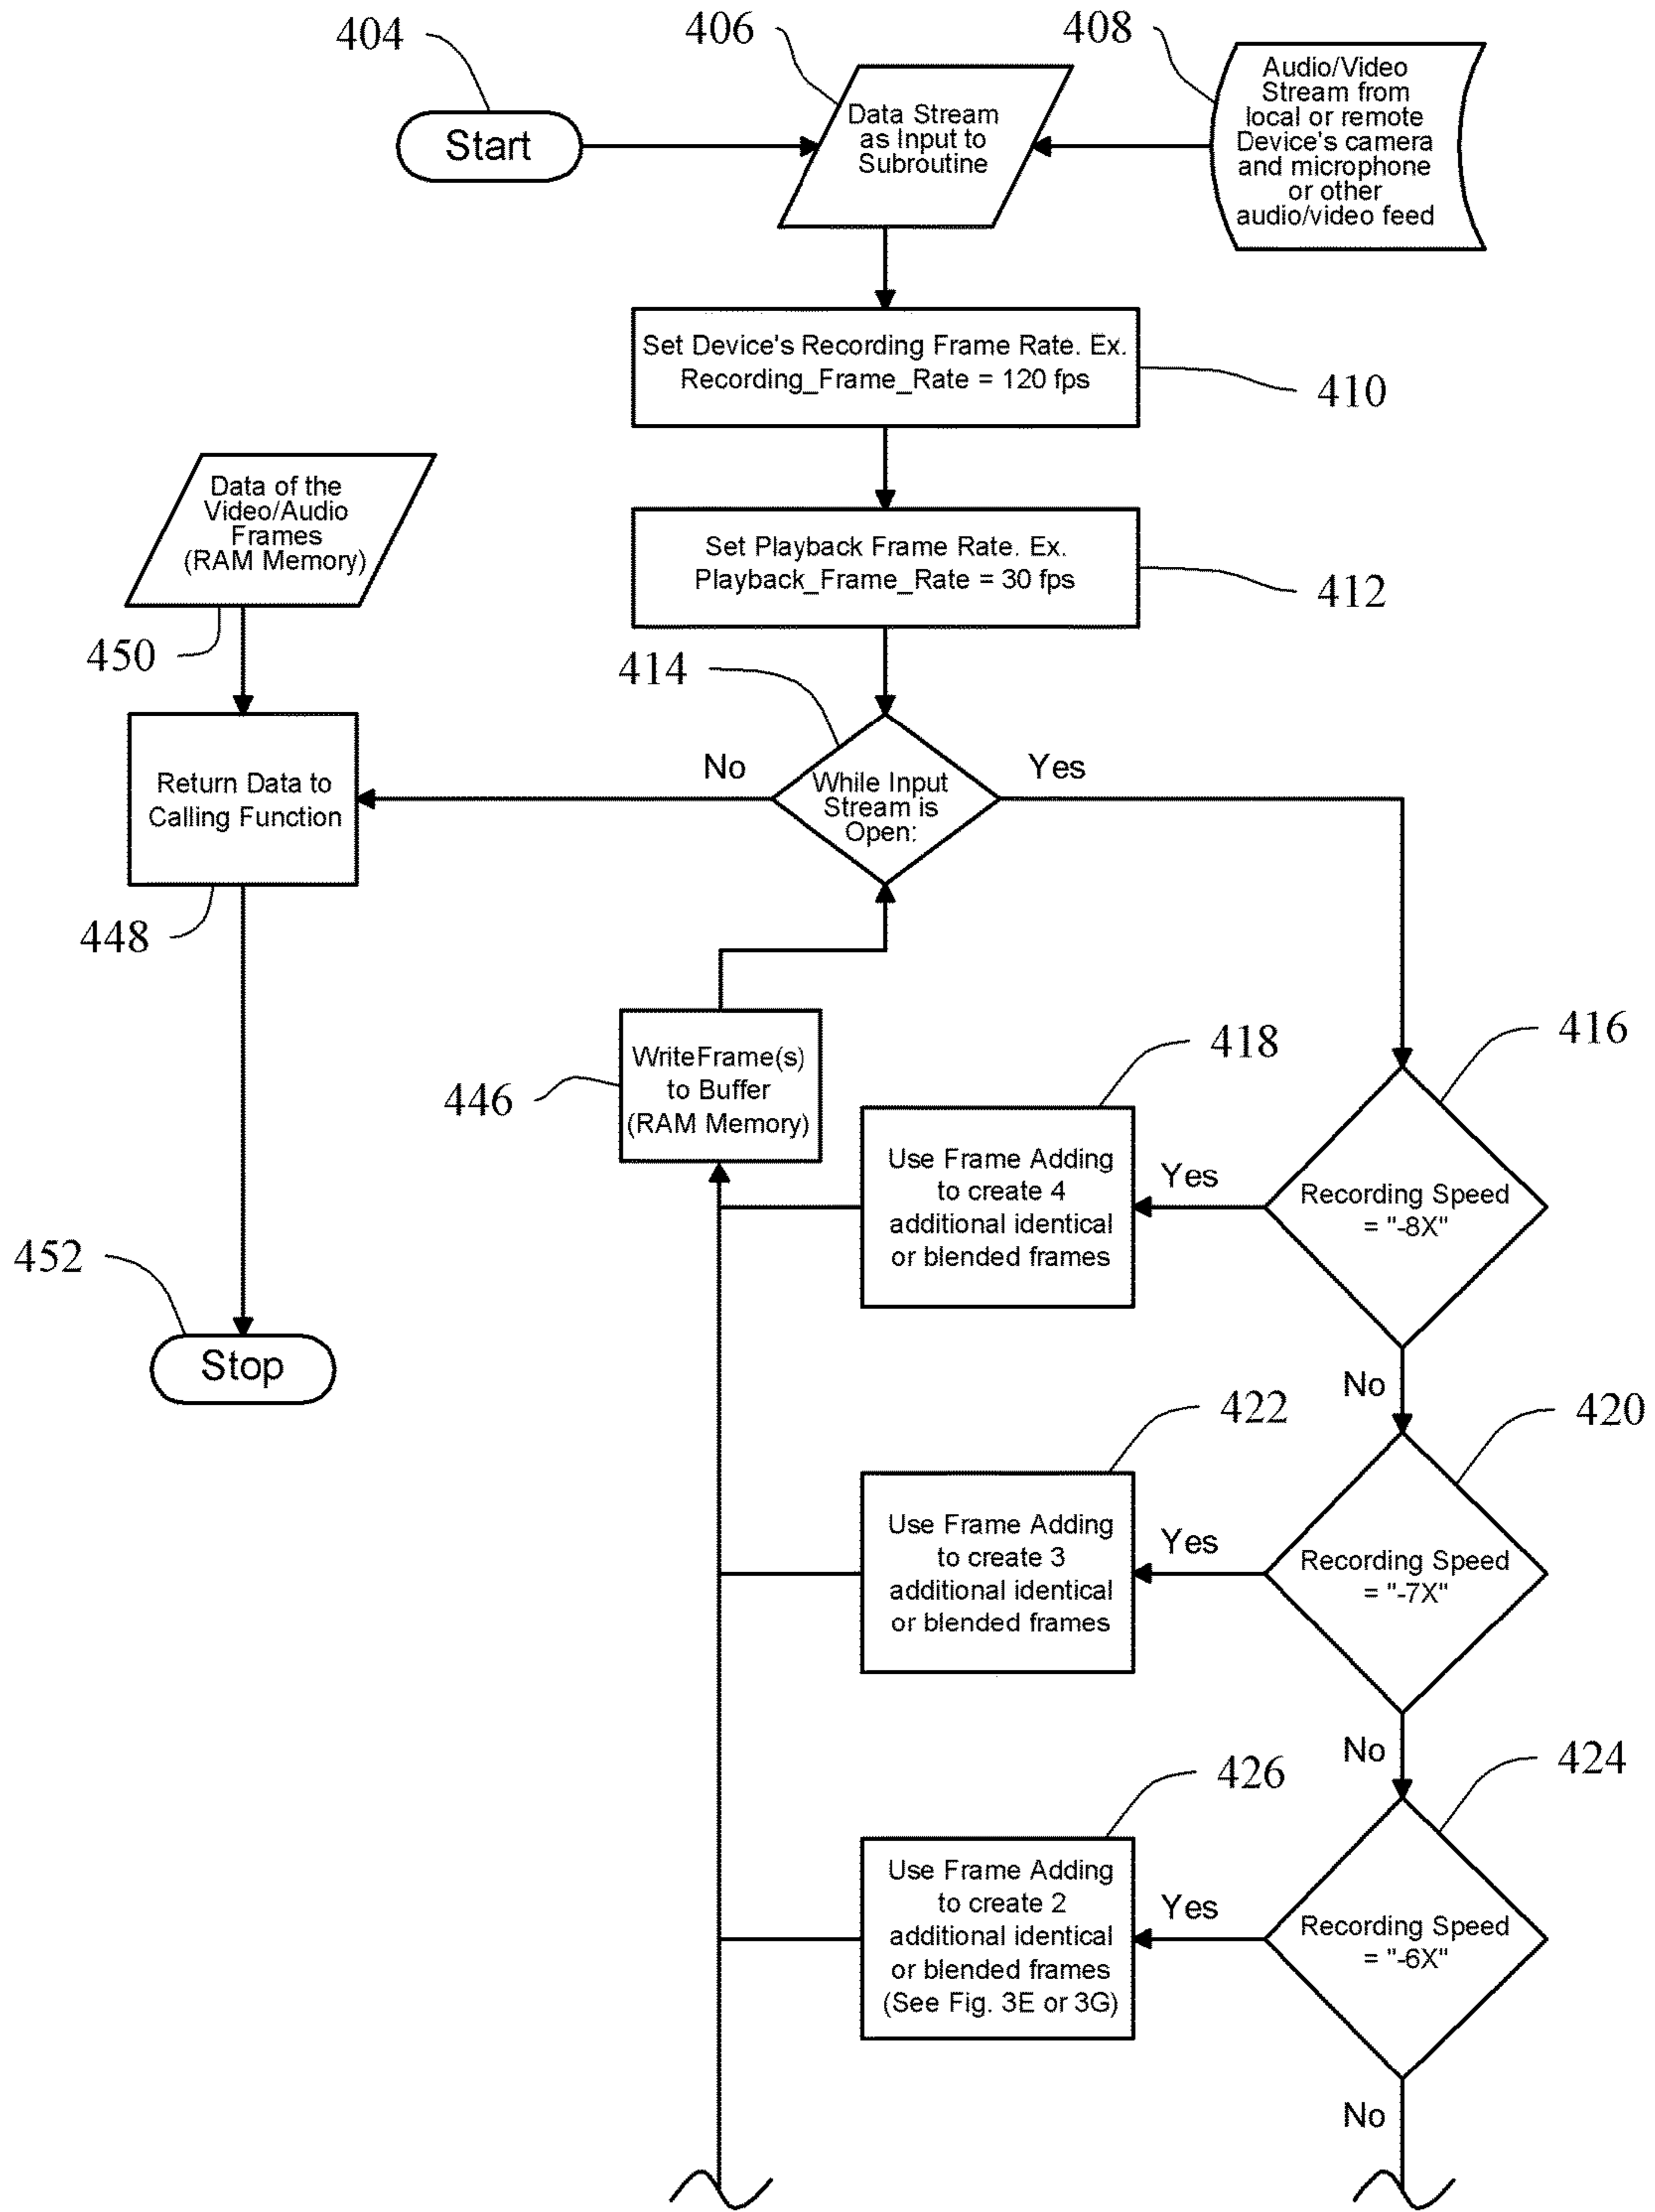 404
406
408
Start
Data Stream
as Input to
Subroutine
Audio/Video
Stream from
local or remote
Device's camera
and microphone
or other
audio/video feed
Set Device's Recording Frame Rate. Ex.
Recording_Frame_Rate = 120 fps
410
Data of the
Video/Audio
Frames
(RAM Memory)
450
Set Playback Frame Rate. Ex.
Playback_Frame_Rate = 30 fps
412
414
While Input
Stream is
Open:
No
Yes
Return Data to
Calling Function
448
WriteFrame(s)
to Buffer
(RAM Memory)
446
416
418
Use Frame Adding
to create 4
additional identical
or blended frames
Yes
Recording Speed
= "-8X"
No
452
Stop
420
422
Use Frame Adding
to create 3
additional identical
or blended frames
Yes
Recording Speed
= "-7X"
No
424
426
Use Frame Adding
to create 2
additional identical
or blended frames
(See Fig. 3E or 3G)
Yes
Recording Speed
= "-6X"
No